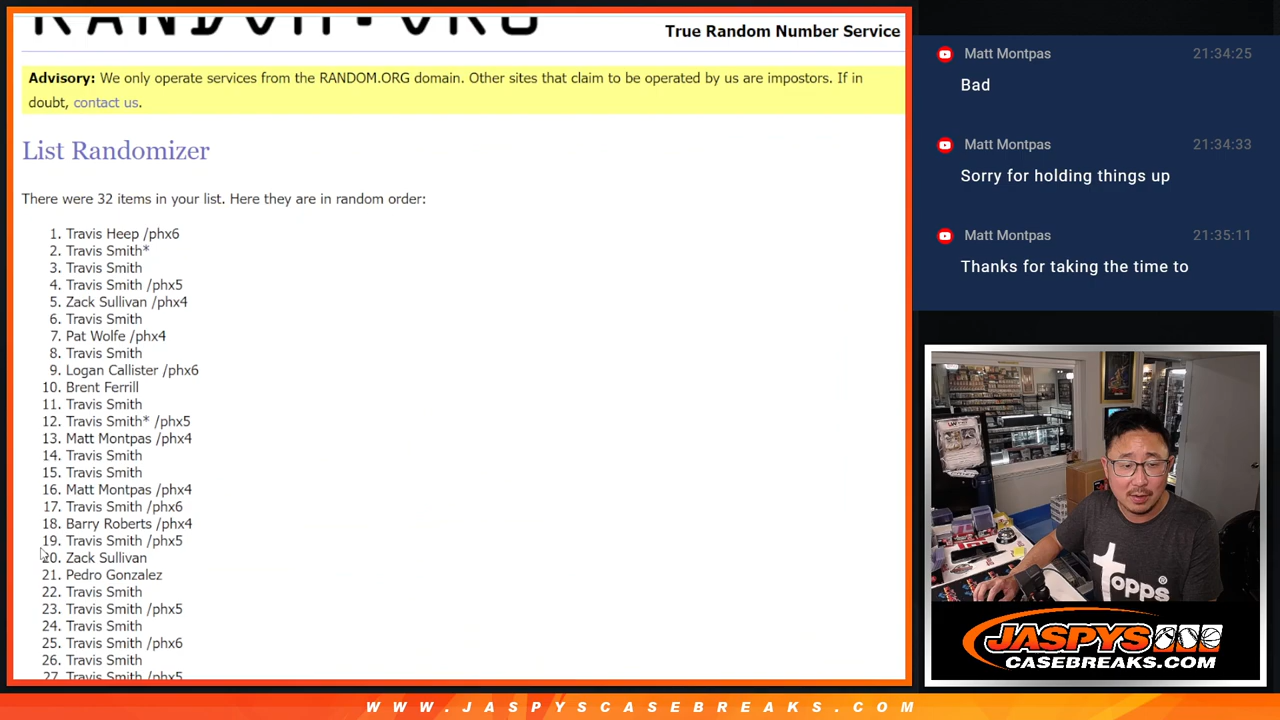 RANDOM.ORG
True Random Number Service
Advisory: We only operate services from the RANDOM.ORG domain. Other sites that claim to be operated by us are impostors. If in
doubt, contact us.
List Randomizer
There were 32 items in your list. Here they are in random order:
1. Travis Heep /phx6
2. Travis Smith*
3. Travis Smith
4. Travis Smith /phx5
5. Zack Sullivan /phx4
6. Travis Smith
7. Pat Wolfe /phx4
8. Travis Smith
9. Logan Callister /phx6
10. Brent Ferrill
11. Travis Smith
12. Travis Smith* /phx5
13. Matt Montpas /phx4
14. Travis Smith
15. Travis Smith
16. Matt Montpas /phx4
17. Travis Smith /phx6
18. Barry Roberts /phx4
19. Travis Smith /phx5
20. Zack Sullivan
21. Pedro Gonzalez
22. Travis Smith
23. Travis Smith /phx5
24. Travis Smith
25. Travis Smith /phx6
26. Travis Smith
27. Travis Smith /phx5
Matt Montpas 21:34:25
Bad
Matt Montpas 21:34:33
Sorry for holding things up
Matt Montpas 21:35:11
Thanks for taking the time to
topps
JASPYS
CASEBREAKS.COM
WWW.JASPYSCASEBREAKS.COM